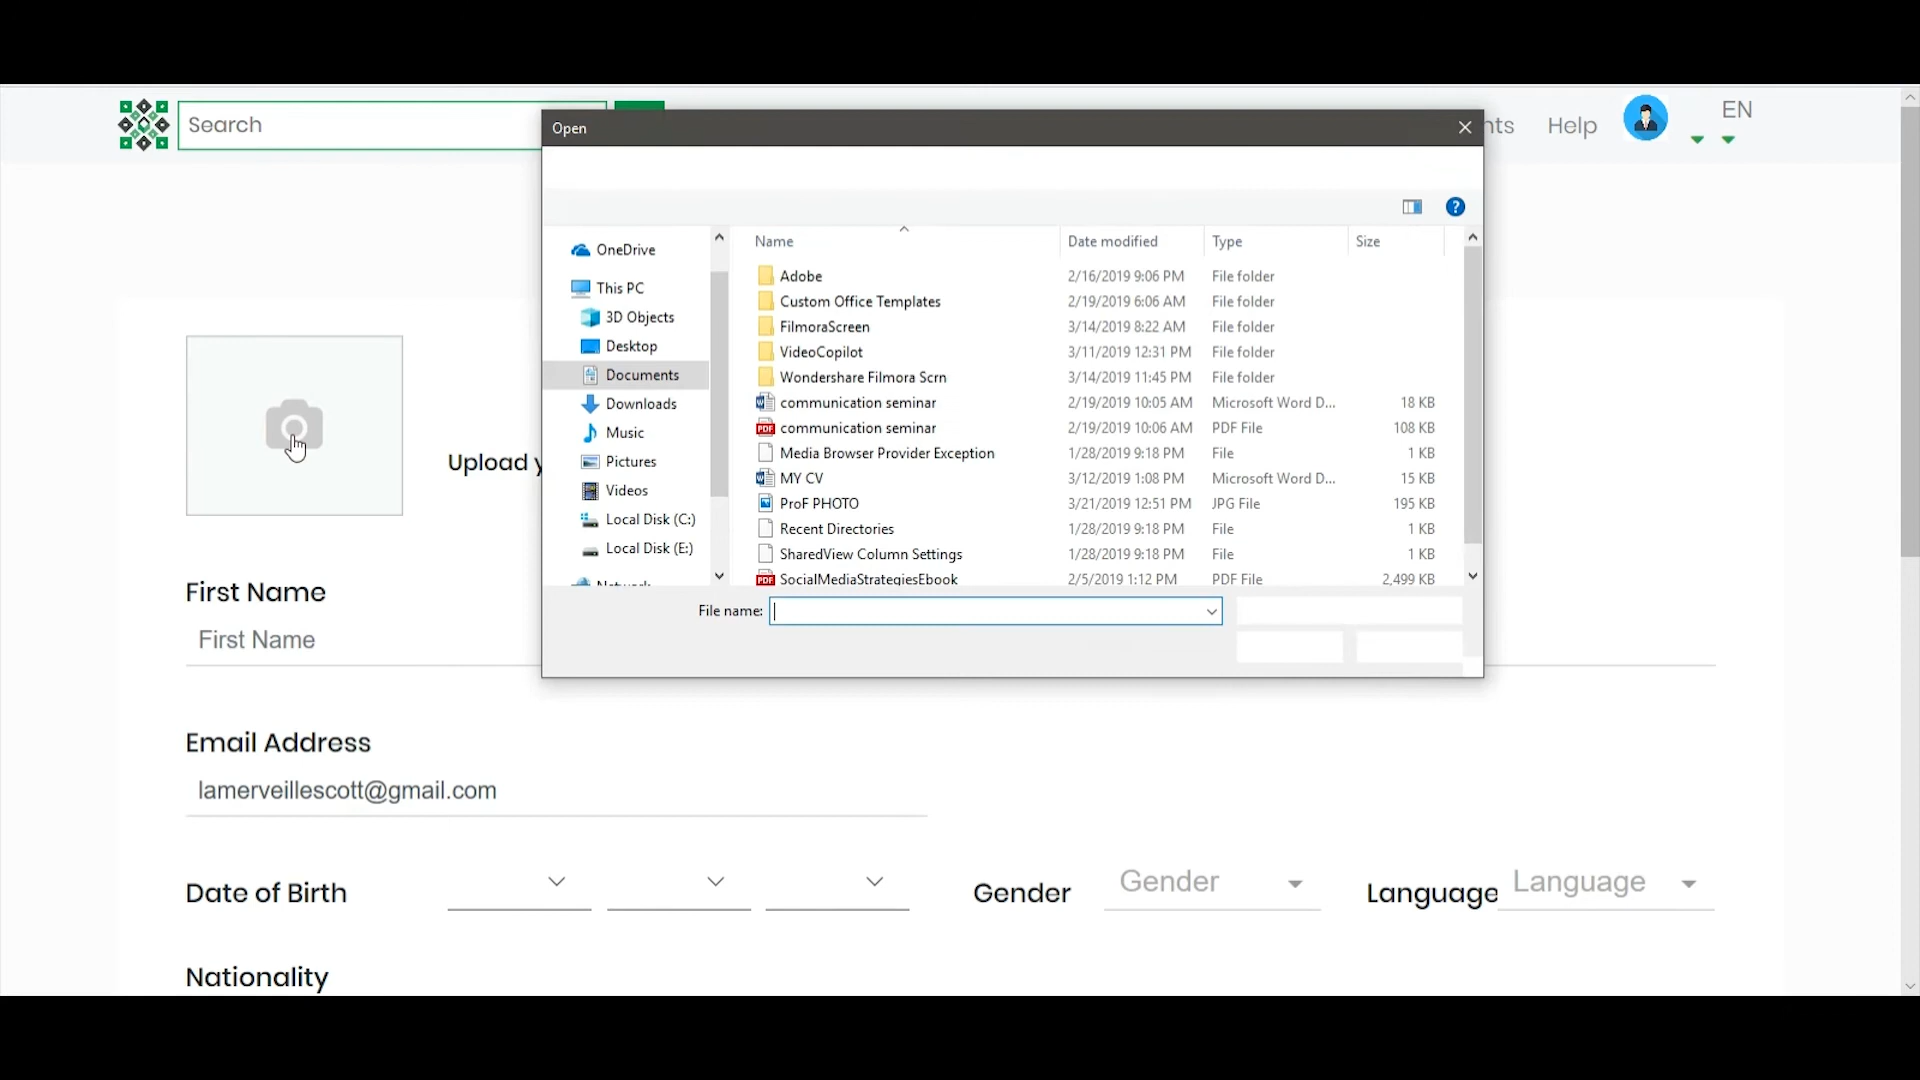 Search
Open
nts
Help
EN
?
Name
Date modified
Type
Size
OneDrive
This PC
3D Objects
Desktop
Documents
Downloads
Music
Pictures
Videos
Local Disk (C:)
Local Disk (E:)
Network
Adobe 2/16/2019 9:06 PM File folder
Custom Office Templates 2/19/2019 6:06 AM File folder
FilmoraScreen 3/14/2019 8:22 AM File folder
VideoCopilot 3/11/2019 12:31 PM File folder
Wondershare Filmora Scrn 3/14/2019 11:45 PM File folder
communication seminar 2/19/2019 10:05 AM Microsoft Word D... 18 KB
PDF communication seminar 2/19/2019 10:06 AM PDF File 108 KB
Media Browser Provider Exception 1/28/2019 9:18 PM File 1 KB
MY CV 3/12/2019 1:08 PM Microsoft Word D... 15 KB
ProF PHOTO 3/21/2019 12:51 PM JPG File 195 KB
Recent Directories 1/28/2019 9:18 PM File 1 KB
SharedView Column Settings 1/28/2019 9:18 PM File 1 KB
PDF SocialMediaStrategiesEbook 2/5/2019 1:12 PM PDF File 2,499 KB
File name:
Upload y
First Name
First Name
Email Address
lamerveillescott@gmail.com
Date of Birth
Gender
Gender
Language
Language
Nationality